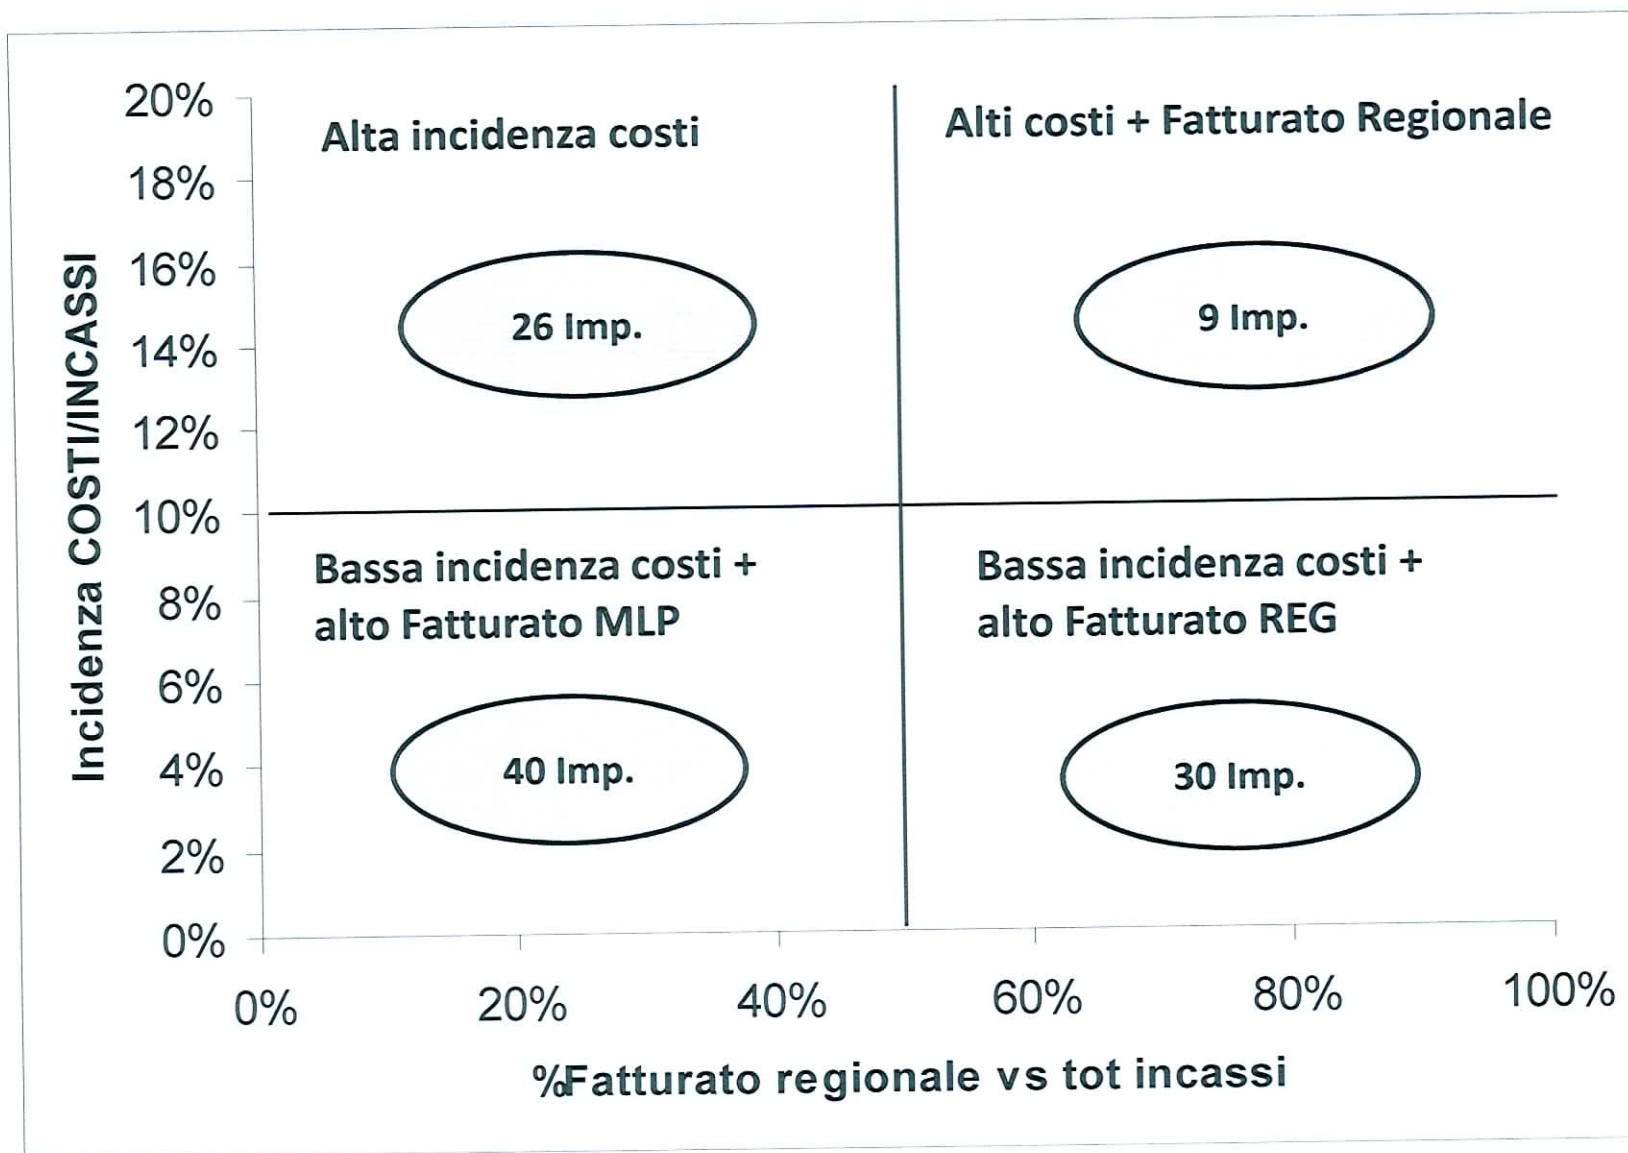 20%
18%
16%
14%
12%
10%
8%
6%
4%
2%
0%
Incidenza COSTI/INCASSI
Alta incidenza costi
26 Imp.
Alti costi + Fatturato Regionale
9 Imp.
Bassa incidenza costi +
alto Fatturato MLP
40 Imp.
Bassa incidenza costi +
alto Fatturato REG
30 Imp.
0%
20%
40%
60%
80%
100%
%Fatturato regionale vs tot incassi